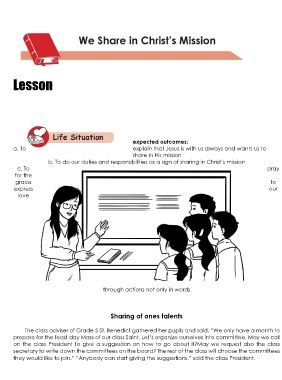 We Share in Christ's Mission
Lesson
Life Situation
expected outcomes:
a. To explain that Jesus is with us always and wants us to
share in His mission
b. To do our duties and responsibilities as a sign of sharing in Christ's mission
c. To pray
for the
grace to
express our
love
through actions not only in words
Sharing of ones talents
The class adviser of Grade 5 St. Benedict gathered her pupils and said, "We only have a month to
prepare for the feast day Mass of our class Saint. Let's organize ourselves into committees. May we call
on the class President to give a suggestion on how to go about it?May we request also the class
secretary to write down the committees on the board? The rest of the class will choose the committees
they would like to join." "Anybody can start giving the suggestions." said the class President.